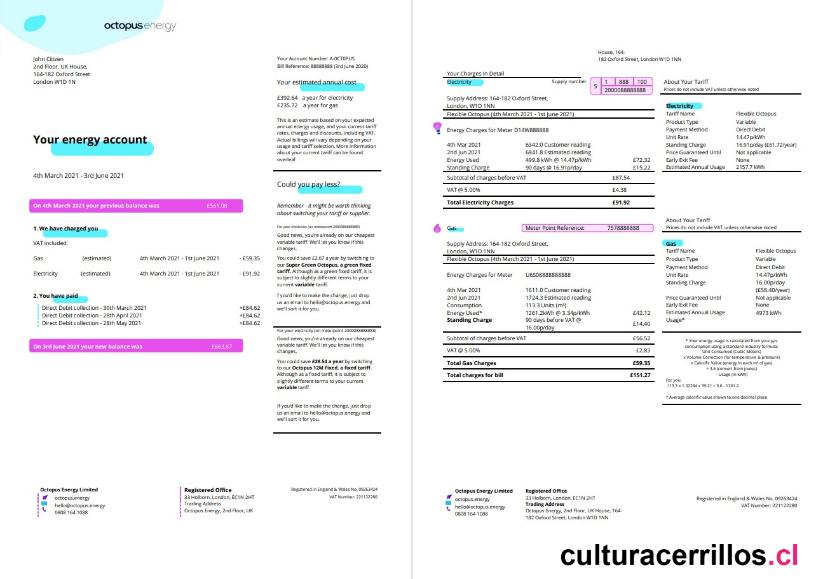 octopusenergy
John Citizen
2nd Floor, UK House,
164-182 Oxford Street
London W1D 1N
Your energy account
4th March 2021 - 3rd June 2021
On 4th March 2021 your previous balance was £561.08
1. We have charged you
VAT included.
Gas (estimated) 4th March 2021 - 1st June 2021 - £59.35
Electricity (estimated) 4th March 2021 - 1st June 2021 - £91.92
2. You have paid
Direct Debit collection - 30th March 2021 +£84.62
Direct Debit collection - 28th April 2021 +£84.62
Direct Debit collection - 28th May 2021 +£84.62
On 3rd June 2021 your new balance was £663.67
Your Account Number: A-0CT0PUS
Bill Reference: 88888888 (3rd June 2020)
Your estimated annual cost
£392.64 a year for electricity
£235.72 a year for gas
This is an estimate based on your expected
annual energy usage, and your current tariff
rates, charges and discounts, including VAT.
Actual billings will vary depending on your
usage and tariff selection. More information
about your current tariff can be found
overleaf
Could you pay less?
Remember - it might be worth thinking
about switching your tariff or supplier.
Good news, you're already on our cheapest
variable tariff. We'll let you know if this
changes.
You could save £2.67 a year by switching
to our Super Green Octopus, a green fixed
tariff. Although as a green fixed tariff, it is
subject to slightly different terms to your
current variable tariff.
If you'd like to make the change, just drop
us an email to hello@octopus.energy and
we'll sort it for you.
Good news, you're already on our cheapest
variable tariff. We'll let you know if this
changes.
You could save £28.54 a year by switching
to our Octopus 12M Fixed, a fixed tariff.
Although as a fixed tariff, it is subject to
slightly different terms to your current
variable tariff.
If you'd like to make the change, just drop
us an email to hello@octopus.energy and
we'll sort it for you.
Octopus Energy Limited
octopus.energy
hello@octopus.energy
0808 164 1088
Registered Office
33 Holborn, London, EC1N 2HT
Trading Address
Octopus Energy, 2nd Floor, UK
Registered in England & Wales No. 09263424
VAT Number: 221122280
House, 164-
182 Oxford Street, London W1D 1NN
Your Charges in Detail
Electricity Supply number S 1 888 100
2000088888888
Supply Address: 164-182 Oxford Street,
London, W1D 1NN
Flexible Octopus (4th March 2021 - 1st June 2021)
Energy Charges for Meter D14W888888
4th Mar 2021 6342.0 Customer reading
2nd Jun 2021 6841.8 Estimated reading
Energy Used 499.8 kWh @ 14.47p/kWh £72.32
Standing Charge 90 days @ 16.91p/day £15.22
Subtotal of charges before VAT £87.54
VAT @ 5.00% £4.38
Total Electricity Charges £91.92
Gas Meter Point Reference: 7578888888
Supply Address: 164-182 Oxford Street,
London, W1D 1NN
Flexible Octopus (4th March 2021 - 1st June 2021)
Energy Charges for Meter
4th Mar 2021 1611.0 Customer reading
2nd Jun 2021 1724.3 Estimated reading
Consumption 113.3 Units (m³)
Energy Used* 1261.2kWh @ 3.34p/kWh £42.12
Standing Charge 90 days before VAT @
16.00p/day £14.40
Subtotal of charges before VAT £56.52
VAT @ 5.00% £2.83
Total Gas Charges £59.35
Total charges for bill £151.27
About Your Tariff
Prices do not include VAT unless otherwise noted
Electricity
Tariff Name Flexible Octopus
Product Type Variable
Payment Method Direct Debit
Unit Rate 14.47p/kWh
Standing Charge 16.91p/day (£61.72/year)
Price Guaranteed Until Not applicable
Early Exit Fee None
Estimated Annual Usage 2157.7 kWh
About Your Tariff
Prices do not include VAT unless otherwise noted
Gas
Tariff Name Flexible Octopus
Product Type Variable
Payment Method Direct Debit
Unit Rate
Standing Charge 16.00p/day
(£58.40/year)
Price Guaranteed Until Not applicable
Early Exit Fee None
Estimated Annual 4973 kWh
Usage*
* Your energy usage is calculated from your gas
consumption using a standard industry formula:
Unit Consumed (Cubic Meters)
x Volume Correction (for temperature & pressure)
x Calorific Value (energy in each m³ of gas)
÷ 3.6 (convert from joules)
- usage (in kWh)
For you:
* Average calorific value shown to one decimal place
Octopus Energy Limited
octopus.energy
hello@octopus.energy
0808 164 1088
Registered Office
33 Holborn, London, EC1N 2HT
Trading Address
Octopus Energy, 2nd Floor, UK House, 164-
182 Oxford Street, London W1D 1NN
Registered in England & Wales No. 09263424
VAT Number: 221122280
culturacerrillos.cl